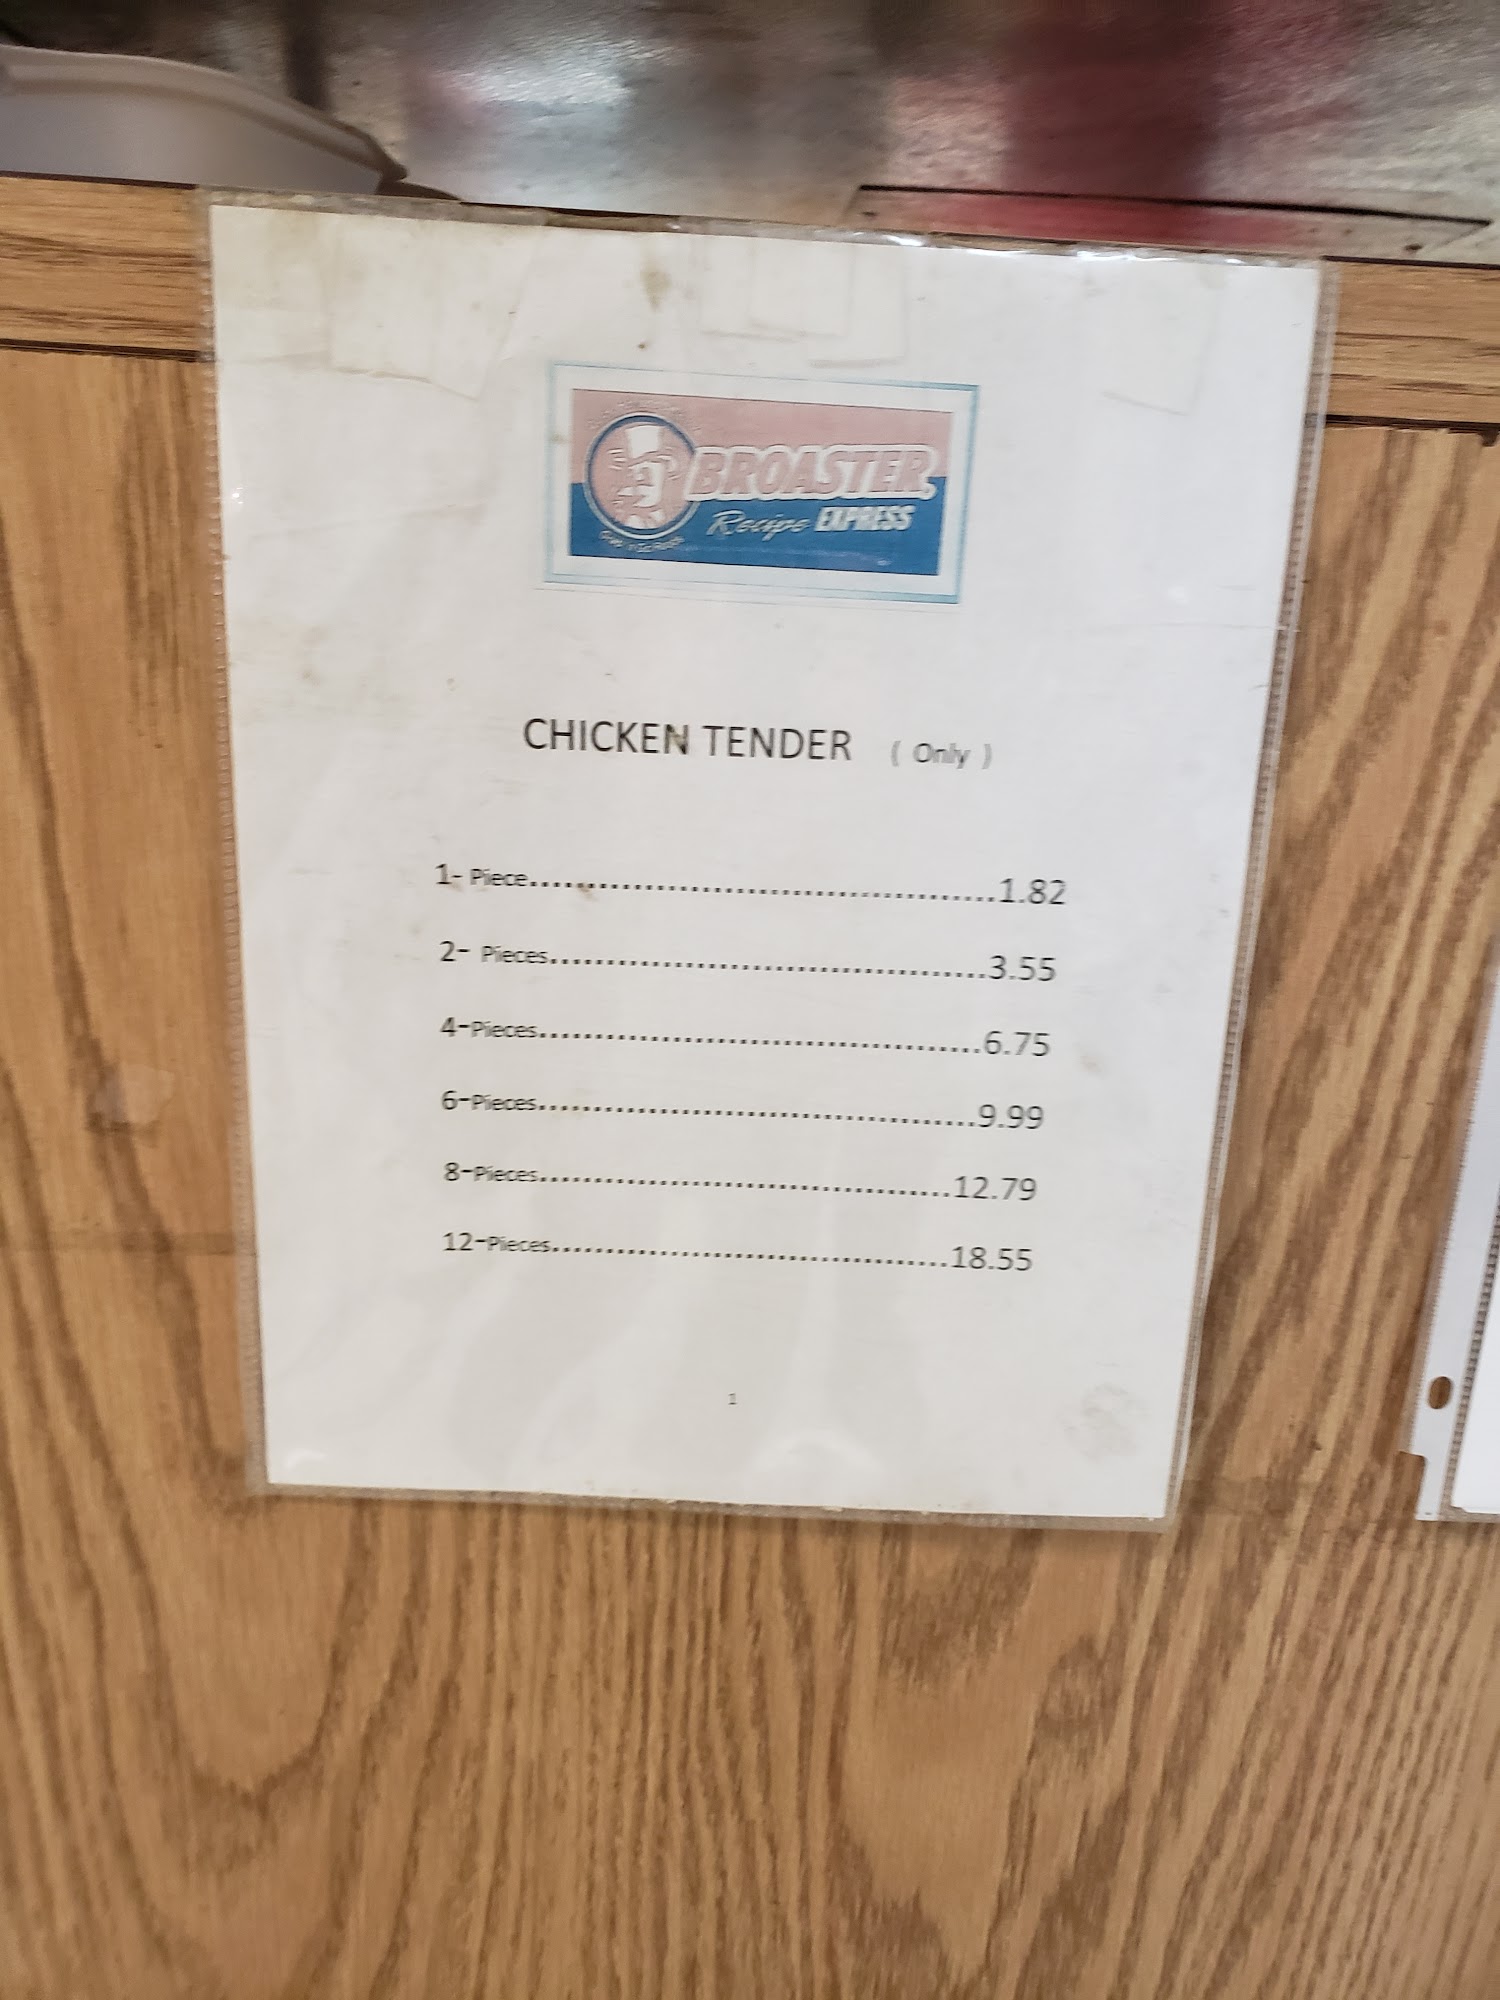 BROASTER
Recipe EXPRESS
CHICKEN TENDER ( Only )
1- Piece.............................................1.82
2- Pieces..........................................3.55
4-Pieces..........................................6.75
6-Pieces..........................................9.99
8-Pieces.......................................12.79
12-Pieces......................................18.55
1